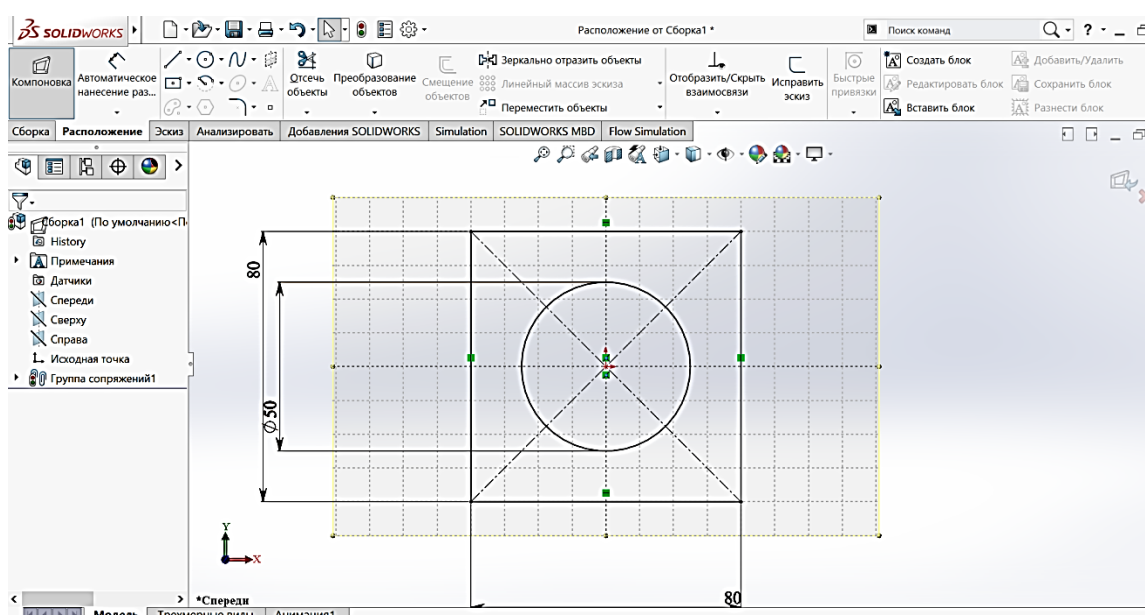 SOLIDWORKS
Расположение от Сборка1 *
Поиск команд
?
Компоновка
Автоматическое
нанесение раз...
Отсечь
объекты
Преобразование
объектов
Смещение
объектов
Зеркально отразить объекты
Линейный массив эскиза
Переместить объекты
Отобразить/Скрыть
взаимосвязи
Исправить
эскиз
Быстрые
привязки
Создать блок
Редактировать блок
Вставить блок
Добавить/Удалить
Сохранить блок
Разнести блок
Сборка Расположение Эскиз Анализировать Добавления SOLIDWORKS Simulation SOLIDWORKS MBD Flow Simulation
Сборка1 (По умолчанию<П
History
Примечания
Датчики
Спереди
Сверху
Справа
Исходная точка
Группа сопряжений1
80
Ø50
80
Y
X
*Спереди
Модель Трехмерные виды Анимация1